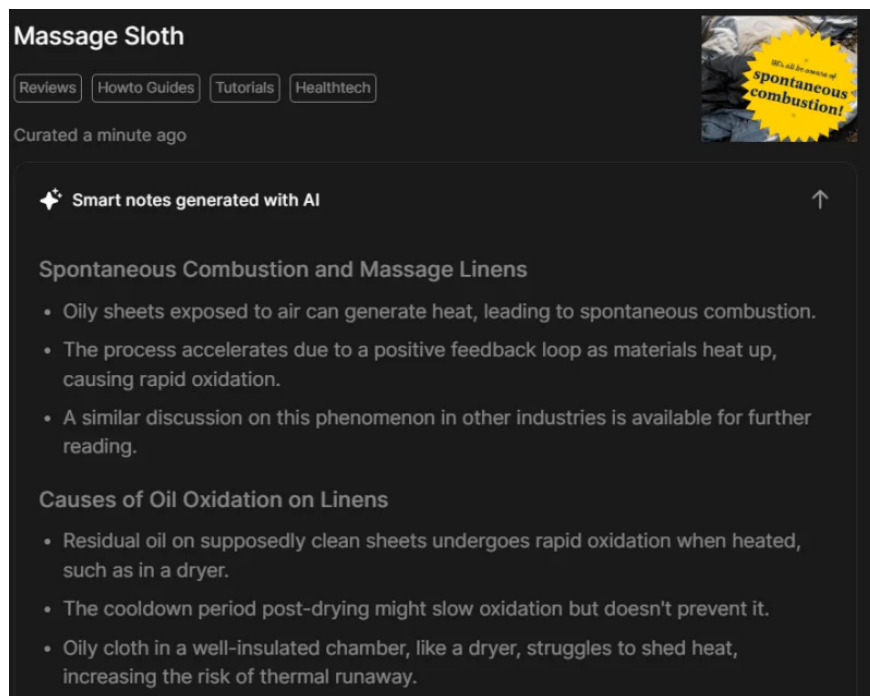 Massage Sloth
Reviews
Howto Guides
Tutorials
Healthtech
let's all be aware of
spontaneous
combustion!
Curated a minute ago
Smart notes generated with AI
Spontaneous Combustion and Massage Linens
• Oily sheets exposed to air can generate heat, leading to spontaneous combustion.
• The process accelerates due to a positive feedback loop as materials heat up,
causing rapid oxidation.
• A similar discussion on this phenomenon in other industries is available for further
reading.
Causes of Oil Oxidation on Linens
• Residual oil on supposedly clean sheets undergoes rapid oxidation when heated,
such as in a dryer.
• The cooldown period post-drying might slow oxidation but doesn't prevent it.
• Oily cloth in a well-insulated chamber, like a dryer, struggles to shed heat,
increasing the risk of thermal runaway.